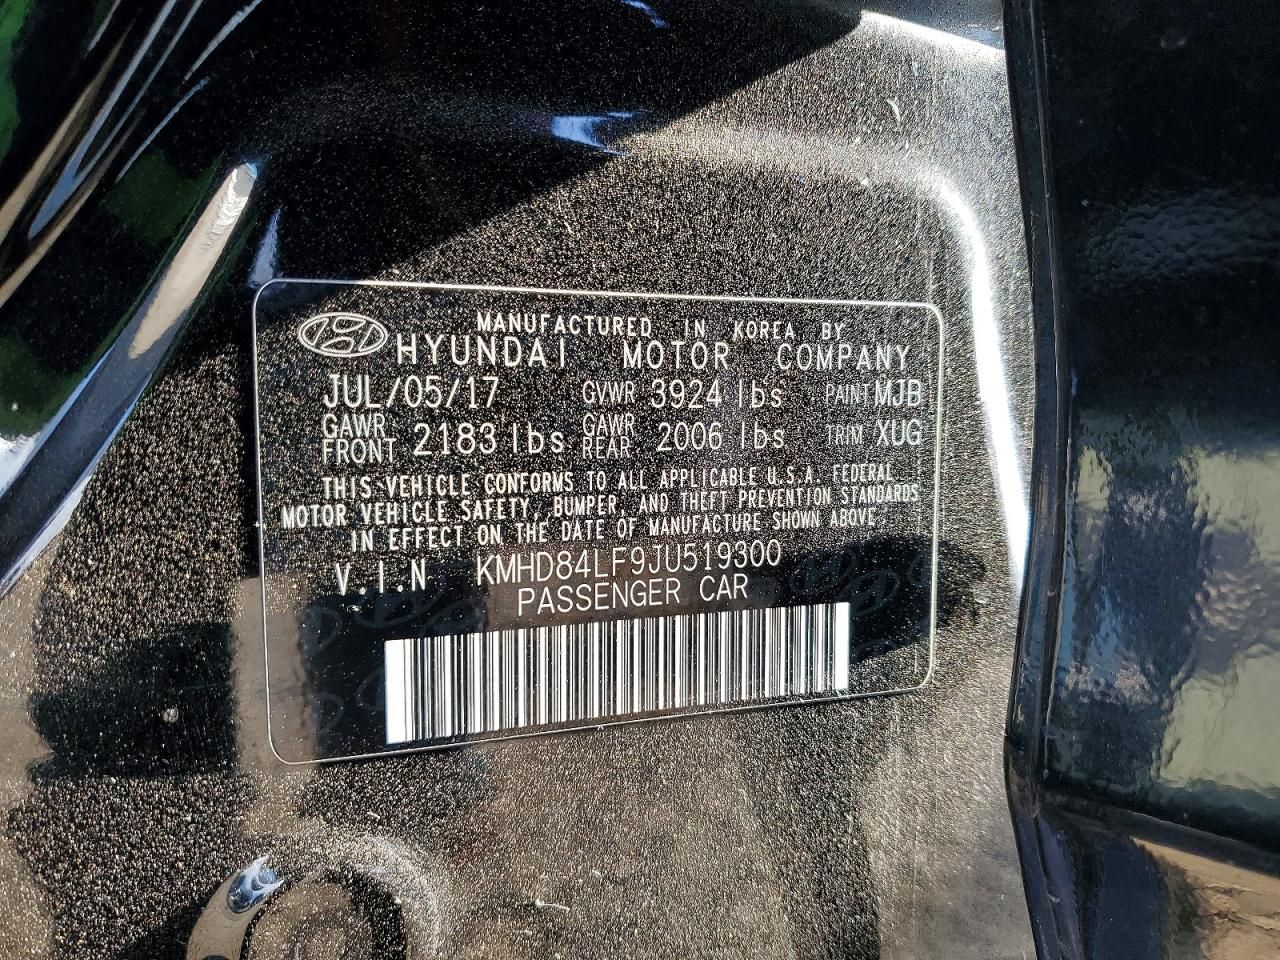 MANUFACTURED IN KOREA BY
HYUNDAI MOTOR COMPANY
JUL/05/17 GVWR 3924 lbs PAINT MJB
GAWR FRONT 2183 lbs GAWR REAR 2006 lbs TRIM XUG
THIS VEHICLE CONFORMS TO ALL APPLICABLE U.S.A. FEDERAL
MOTOR VEHICLE SAFETY, BUMPER, AND THEFT PREVENTION STANDARDS
IN EFFECT ON THE DATE OF MANUFACTURE SHOWN ABOVE.
V.I.N KMHD84LF9JU519300
PASSENGER CAR